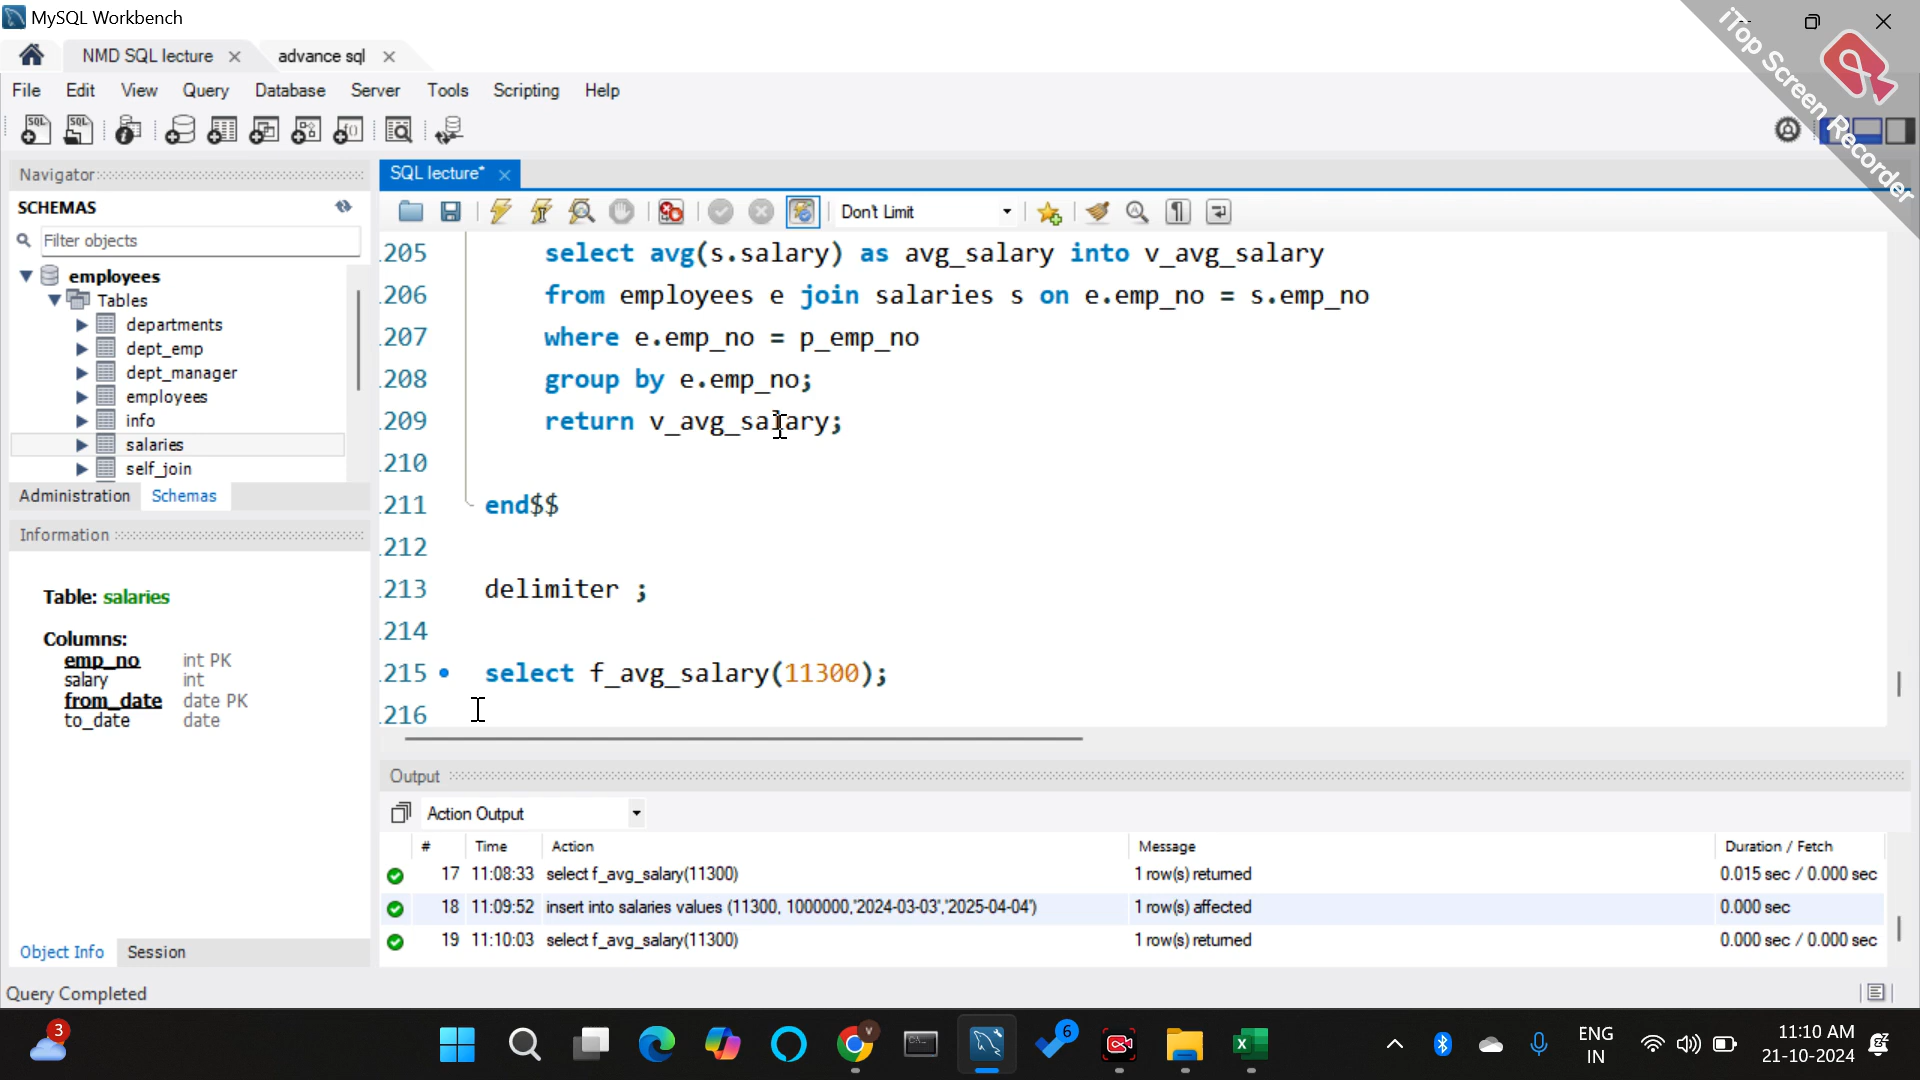 MySQL Workbench
NMD SQL lecture
advance sql
iTop Screen Recorder
File Edit View Query Database Server Tools Scripting Help
Navigator
SCHEMAS
Filter objects
employees
Tables
departments
dept_emp
dept_manager
employees
info
salaries
self_join
Administration Schemas
Information
Table: salaries
Columns:
emp_no int PK
salary int
from_date date PK
to_date date
Object Info Session
Query Completed
SQL lecture*
Don't Limit
205 select avg(s.salary) as avg_salary into v_avg_salary
206 from employees e join salaries s on e.emp_no = s.emp_no
207 where e.emp_no = p_emp_no
208 group by e.emp_no;
209 return v_avg_salary;
210
211 end$$
212
213 delimiter ;
214
215 select f_avg_salary(11300);
216
Output
Action Output
# Time Action Message Duration / Fetch
17 11:08:33 select f_avg_salary(11300) 1 row(s) returned 0.015 sec / 0.000 sec
18 11:09:52 insert into salaries values (11300, 1000000,'2024-03-03','2025-04-04') 1 row(s) affected 0.000 sec
19 11:10:03 select f_avg_salary(11300) 1 row(s) returned 0.000 sec / 0.000 sec
3
V
6
ENG
IN
11:10 AM
21-10-2024